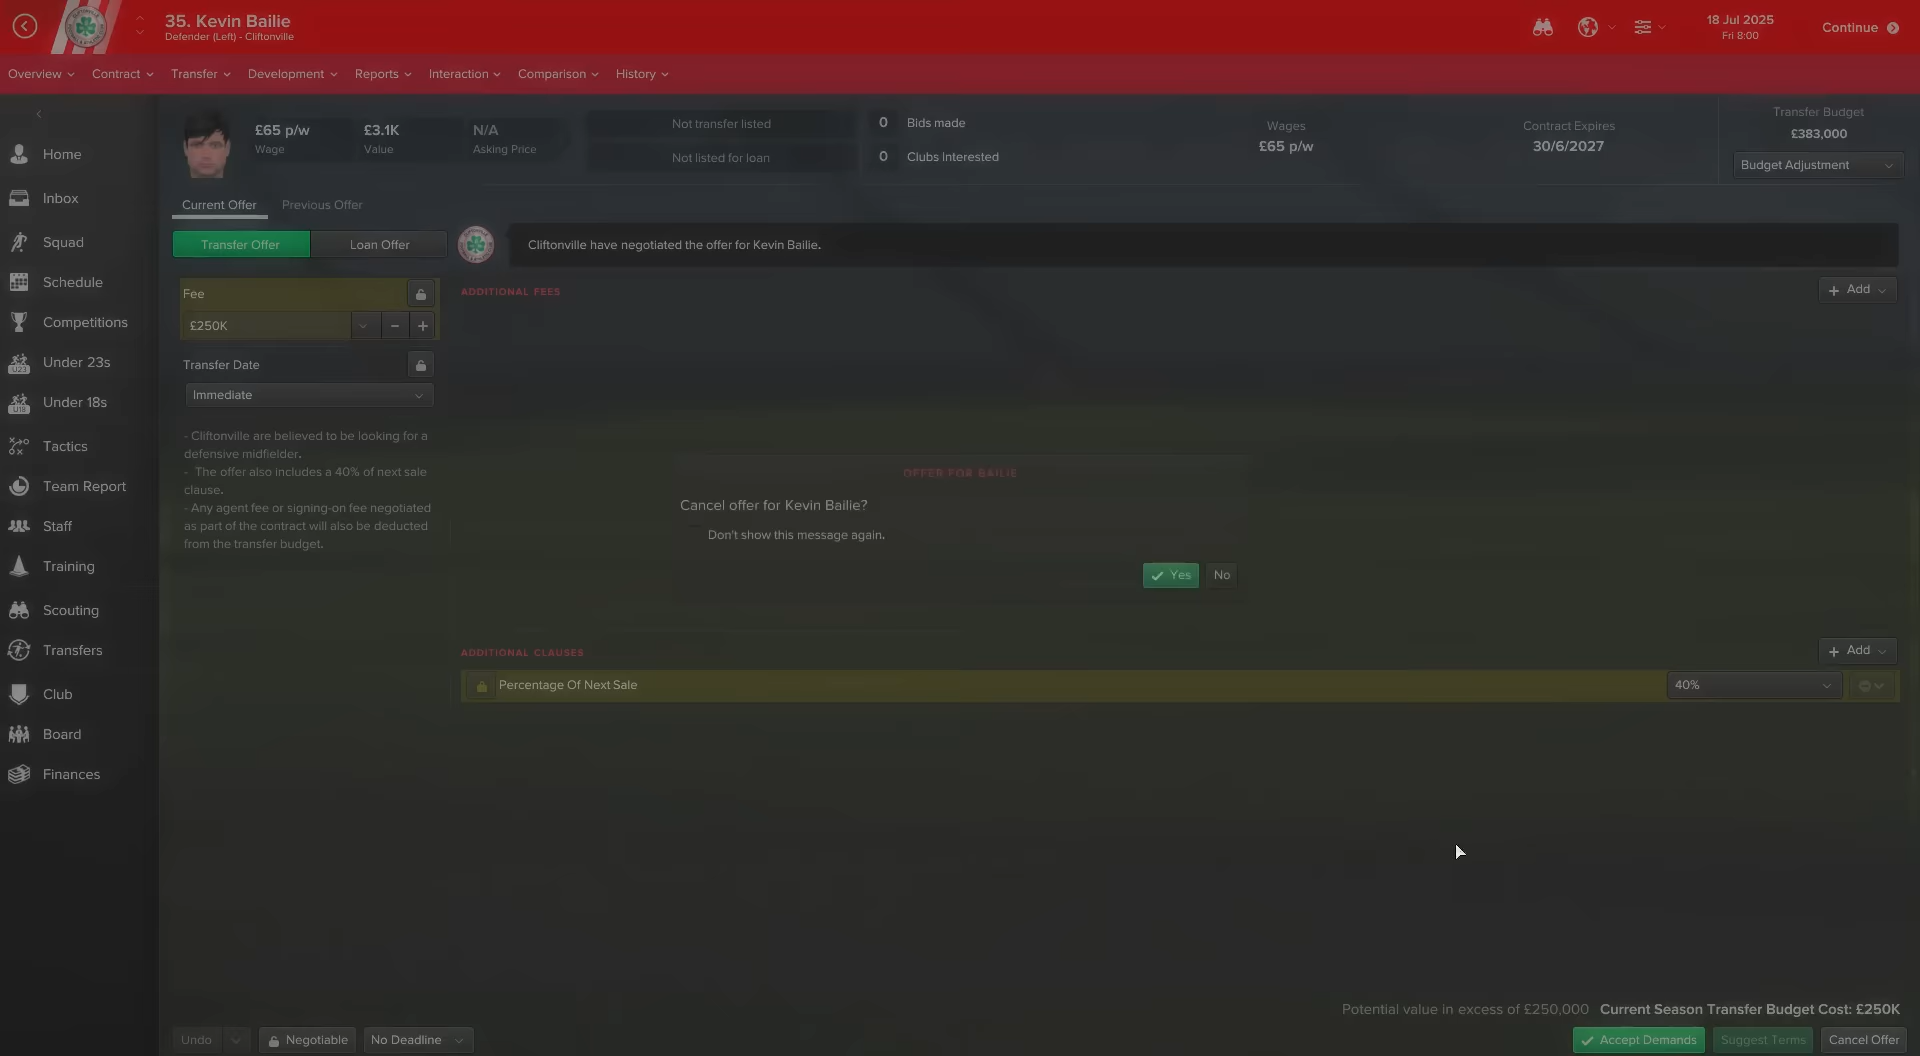 35. Kevin Bailie
Defender (Left) - Cliftonville
18 Jul 2025
Fri 8:00
Continue
Overview
Contract
Transfer
Development
Reports
Interaction
Comparison
History
£65 p/w
Wage
£3.1K
Value
N/A
Asking Price
Not transfer listed
Not listed for loan
0 Bids made
0 Clubs Interested
Wages
£65 p/w
Contract Expires
30/6/2027
Transfer Budget
£383,000
Budget Adjustment
Home
Inbox
Squad
Schedule
Competitions
Under 23s
Under 18s
Tactics
Team Report
Staff
Training
Scouting
Transfers
Club
Board
Finances
Current Offer
Previous Offer
Transfer Offer
Loan Offer
Cliftonville have negotiated the offer for Kevin Bailie.
Fee
£250K
Transfer Date
Immediate
- Cliftonville are believed to be looking for a
defensive midfielder.
- The offer also includes a 40% of next sale
clause.
- Any agent fee or signing-on fee negotiated
as part of the contract will also be deducted
from the transfer budget.
ADDITIONAL FEES
Add
OFFER FOR BAILIE
Cancel offer for Kevin Bailie?
Don't show this message again.
Yes
No
ADDITIONAL CLAUSES
Add
Percentage Of Next Sale
40%
Potential value in excess of £250,000 Current Season Transfer Budget Cost: £250K
Undo
Negotiable
No Deadline
Accept Demands
Suggest Terms
Cancel Offer